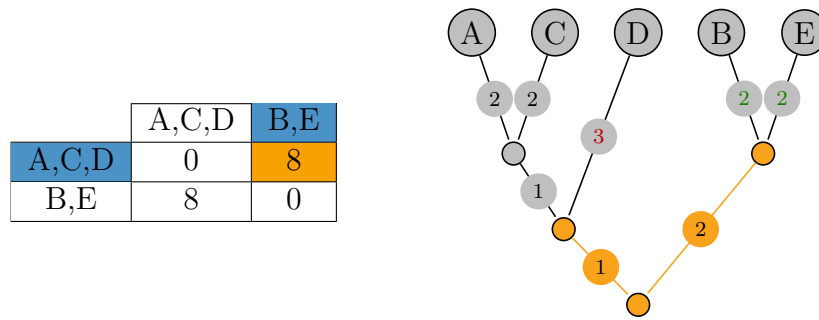 A,C,D B,E
A,C,D 0 8
B,E 8 0
A C D B E
2 2 2 2
3
1
2
1